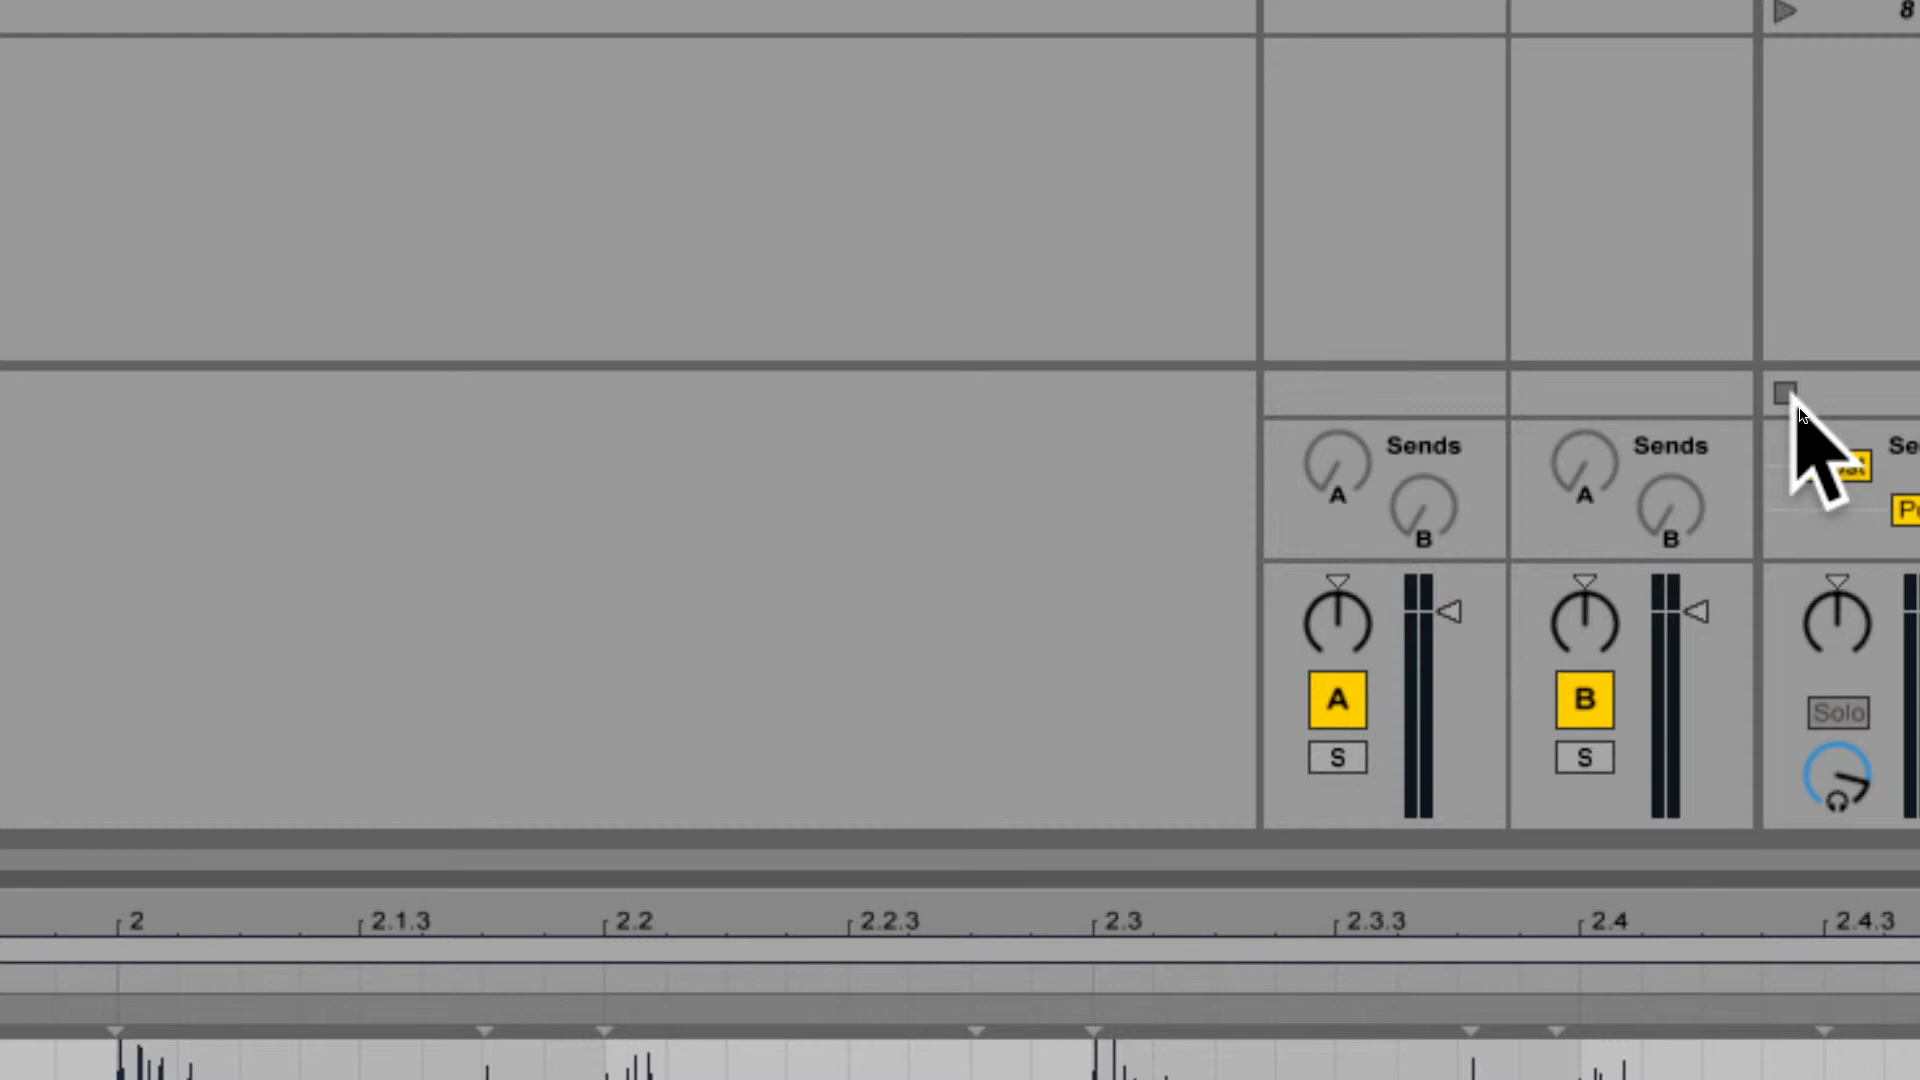 8
Sends Sends Se
A A
B B Po
A B
Solo
S S
2 2.1.3 2.2 2.2.3 2.3 2.3.3 2.4 2.4.3